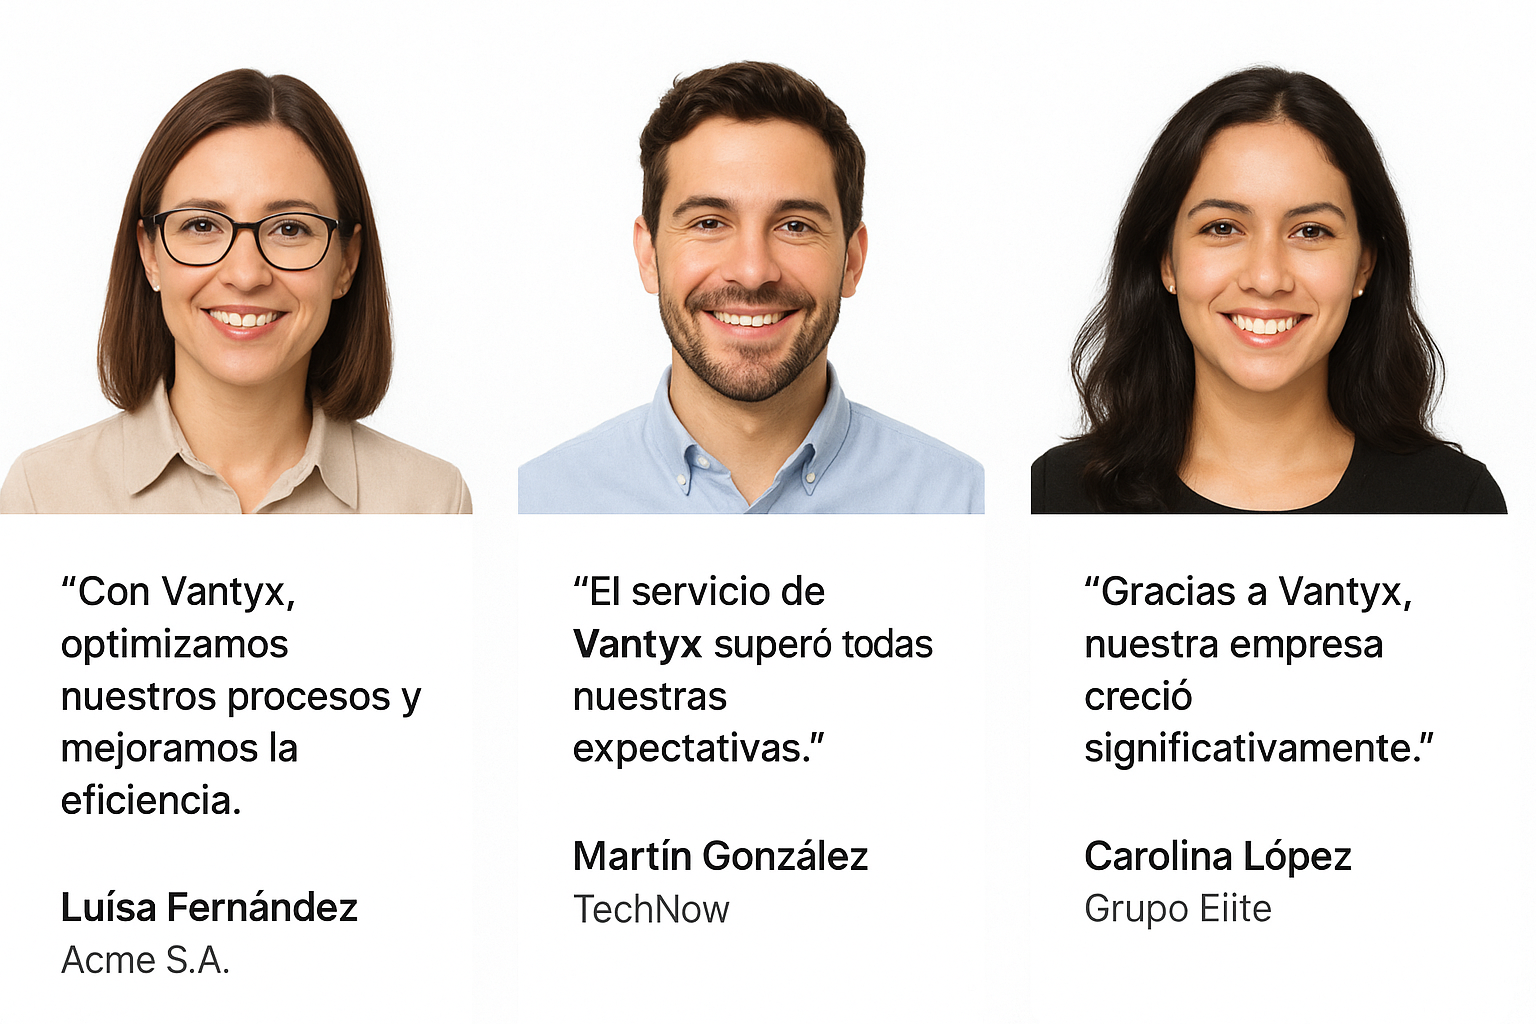 “Con Vantyx,
optimizamos
nuestros procesos y
mejoramos la
eficiencia.
Luísa Fernández
Acme S.A.
“El servicio de
Vantyx superó todas
nuestras
expectativas.”
Martín González
TechNow
“Gracias a Vantyx,
nuestra empresa
creció
significativamente.”
Carolina López
Grupo Eiite